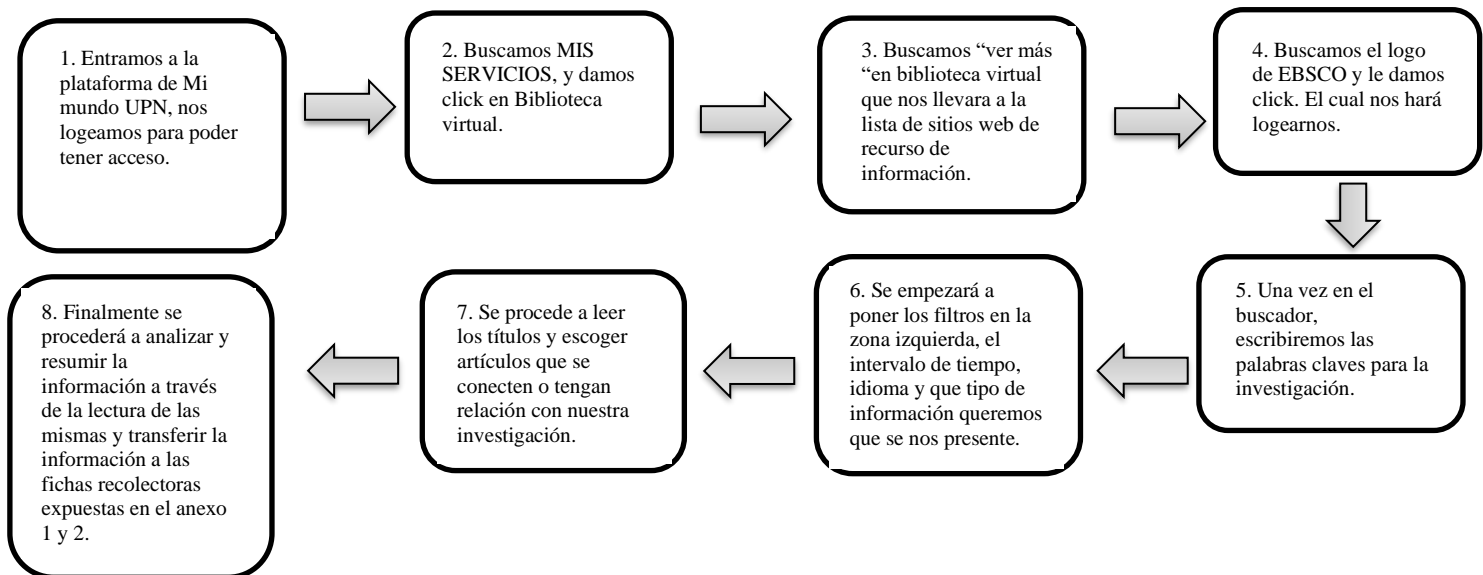 1. Entramos a la
plataforma de Mi
mundo UPN, nos
logeamos para poder
tener acceso.
2. Buscamos MIS
SERVICIOS, y damos
click en Biblioteca
virtual.
3. Buscamos “ver más
“en biblioteca virtual
que nos llevara a la
lista de sitios web de
recurso de
información.
4. Buscamos el logo
de EBSCO y le damos
click. El cual nos hará
logearnos.
5. Una vez en el
buscador,
escribiremos las
palabras claves para la
investigación.
6. Se empezará a
poner los filtros en la
zona izquierda, el
intervalo de tiempo,
idioma y que tipo de
información queremos
que se nos presente.
7. Se procede a leer
los títulos y escoger
artículos que se
conecten o tengan
relación con nuestra
investigación.
8. Finalmente se
procederá a analizar y
resumir la
información a través
de la lectura de las
mismas y transferir la
información a las
fichas recolectoras
expuestas en el anexo
1 y 2.